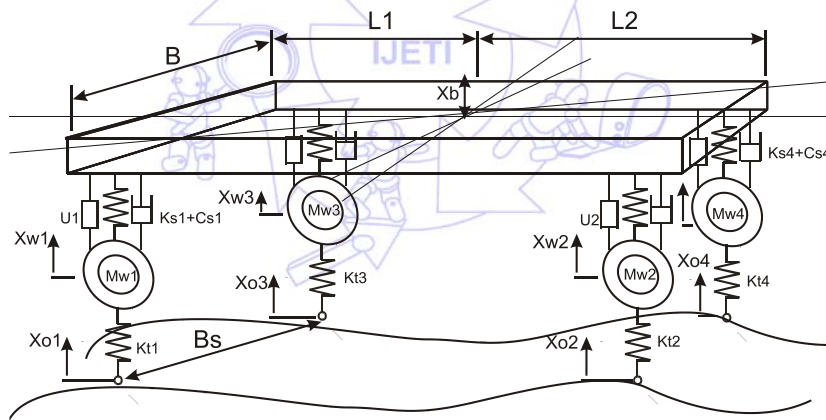 L1
L2
B
IJETI
Xb
Ks4+Cs4
Xw3
Mw3
Mw4
U1
Ks1+Cs1
U2
Xw1
Xw2
Mw1
Mw2
Xo3
Kt3
Xo4
Kt4
Xo1
Kt1
Bs
Xo2
Kt2